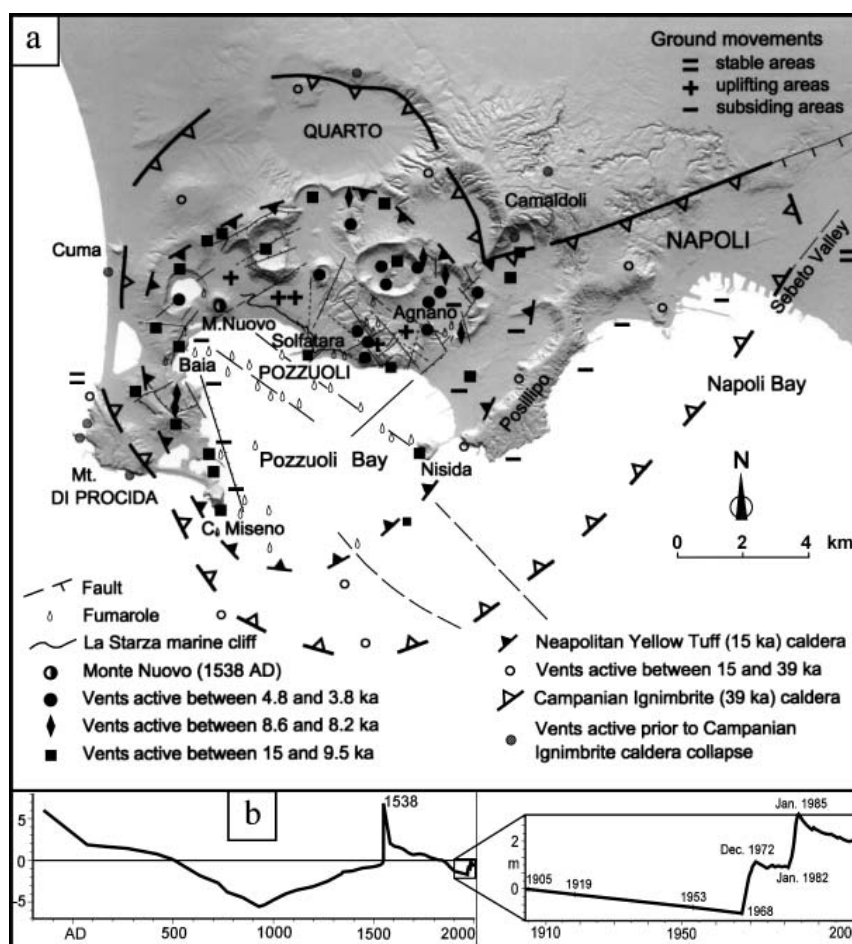 a
Ground movements
stable areas
uplifting areas
subsiding areas
QUARTO
Camaldoli
NAPOLI
Cuma
Sebeto Valley
M.Nuovo
Agnano
Solfatara
POZZUOLI
Baia
Posillipo
Napoli Bay
Pozzuoli Bay
Nisida
N
Mt.
DI PROCIDA
C. Miseno
0 2 4
km
Fault
Fumarole
La Starza marine cliff
Monte Nuovo (1538 AD)
Vents active between 4.8 and 3.8 ka
Vents active between 8.6 and 8.2 ka
Vents active between 15 and 9.5 ka
Neapolitan Yellow Tuff (15 ka) caldera
Vents active between 15 and 39 ka
Campanian Ignimbrite (39 ka) caldera
Vents active prior to Campanian
Ignimbrite caldera collapse
b
5
0
-5
1538
AD 500 1000 1500 2000
Jan. 1985
2
m
0
Dec. 1972
Jan. 1982
1905
1919
1953
1968
1910 1950